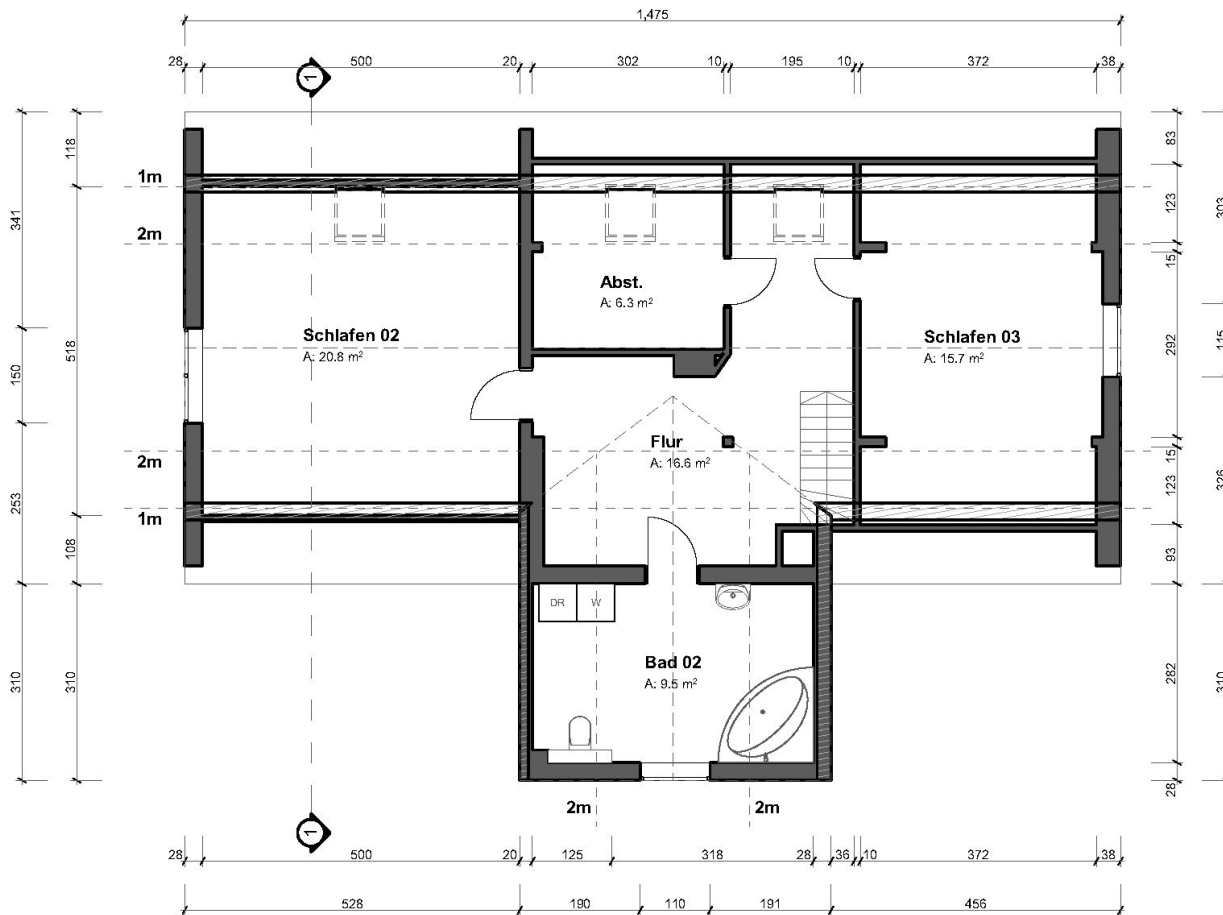 1,475
28 500 20 302 10 195 10 372 38
1
118
341
518
150
253
108
310
310
83
123
303
15
292
115
15
326
123
93
282
310
28
1m
2m
Abst.
A: 6.3 m²
Schlafen 02
A: 20.8 m²
Schlafen 03
A: 15.7 m²
Flur
A: 16.6 m²
2m
1m
DR W
Bad 02
A: 9.5 m²
2m 2m
1
28 500 20 125 318 28 36 10 372 38
528 190 110 191 456